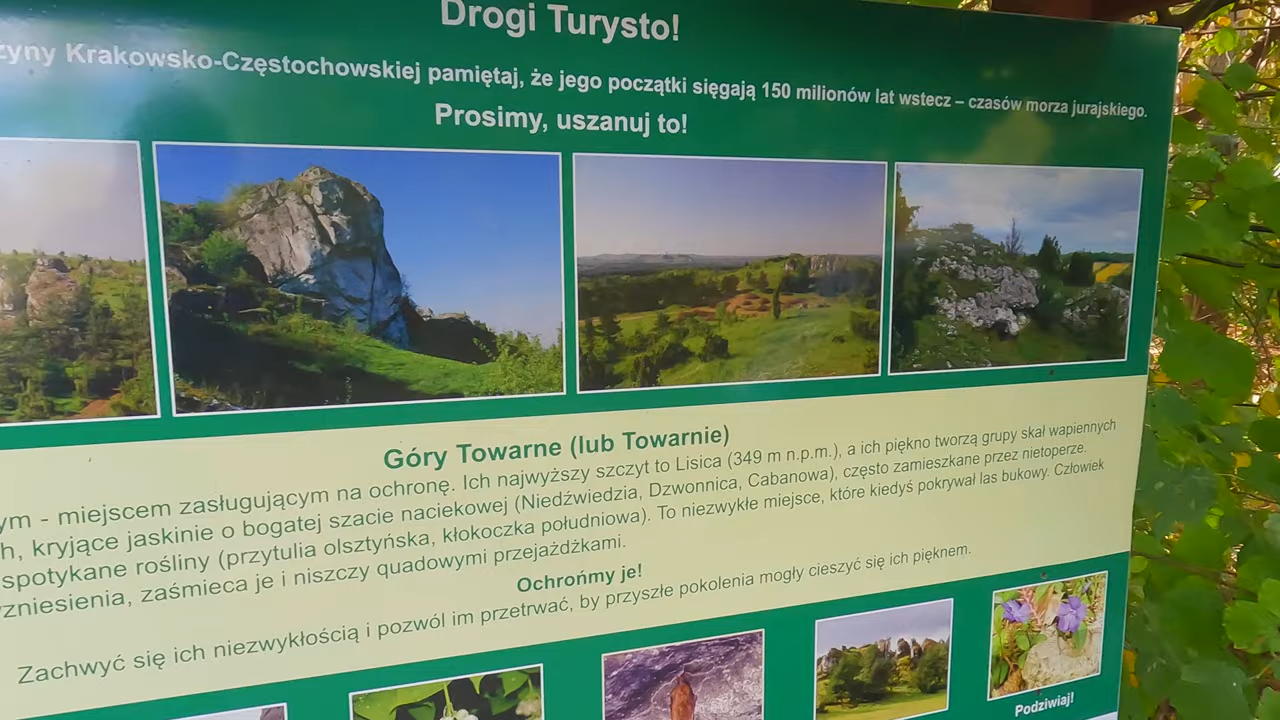 Drogi Turysto!
Krakowsko-Częstochowskiej pamiętaj, że jego początki sięgają 150 milionów lat wstecz – czasów morza jurajskiego.
Prosimy, uszanuj to!
Góry Towarne (lub Towarnie)
- miejscem zasługującym na ochronę. Ich najwyższy szczyt to Lisica (349 m n.p.m.), a ich piękno tworzą grupy skał wapiennych
kryjące jaskinie o bogatej szacie naciekowej (Niedźwiedzia, Dzwonnica, Cabanowa), często zamieszkane przez nietoperze.
spotykane rośliny (przytulia olsztyńska, kłokoczka południowa). To niezwykłe miejsce, które kiedyś pokrywał las bukowy. Człowiek
zaśmieca je i niszczy quadowymi przejażdżkami.
Ochrońmy je!
Zachwyć się ich niezwykłością i pozwól im przetrwać, by przyszłe pokolenia mogły cieszyć się ich pięknem.
Podziwiaj!